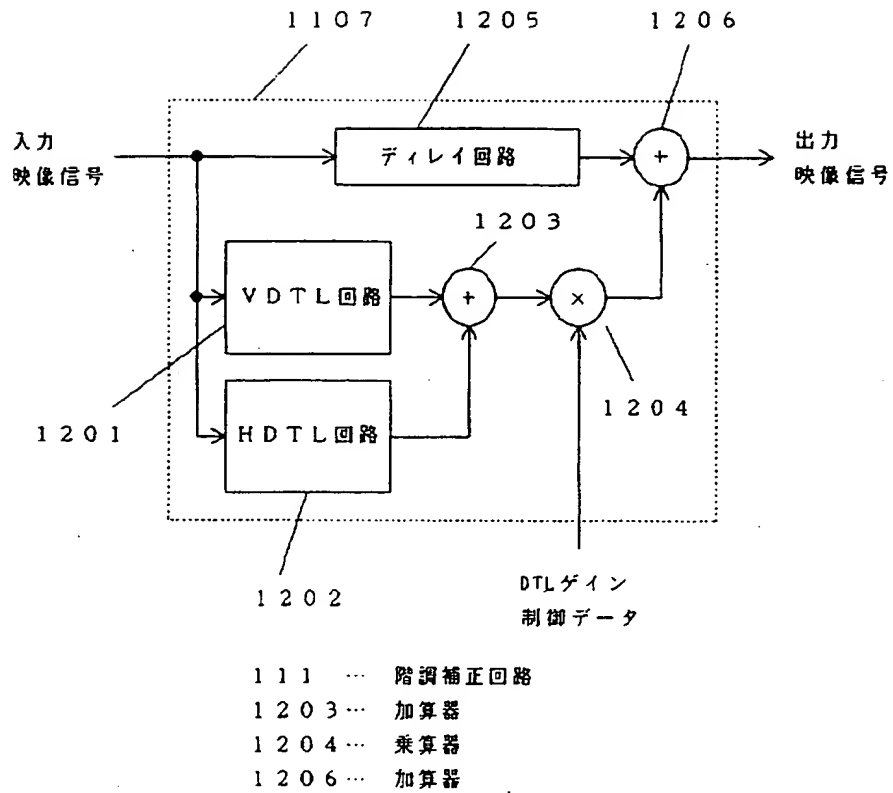 １１０７
１２０５
１２０６
入力
映像信号
ディレイ回路
+
出力
映像信号
１２０３
ＶＤＴＬ回路
+
×
１２０４
１２０１
ＨＤＴＬ回路
１２０２
DTLゲイン
制御データ
１１１ … 階調補正回路
１２０３… 加算器
１２０４… 乗算器
１２０６… 加算器